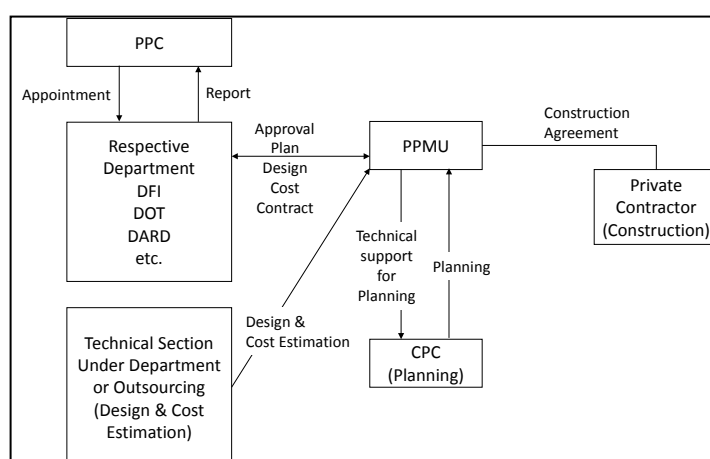 PPC
Appointment
Report
Respective
Department
DFI
DOT
DARD
etc.
Approval
Plan
Design
Cost
Contract
PPMU
Construction
Agreement
Private
Contractor
(Construction)
Technical
support
for
Planning
Planning
Design &
Cost Estimation
CPC
(Planning)
Technical Section
Under Department
or Outsourcing
(Design & Cost
Estimation)